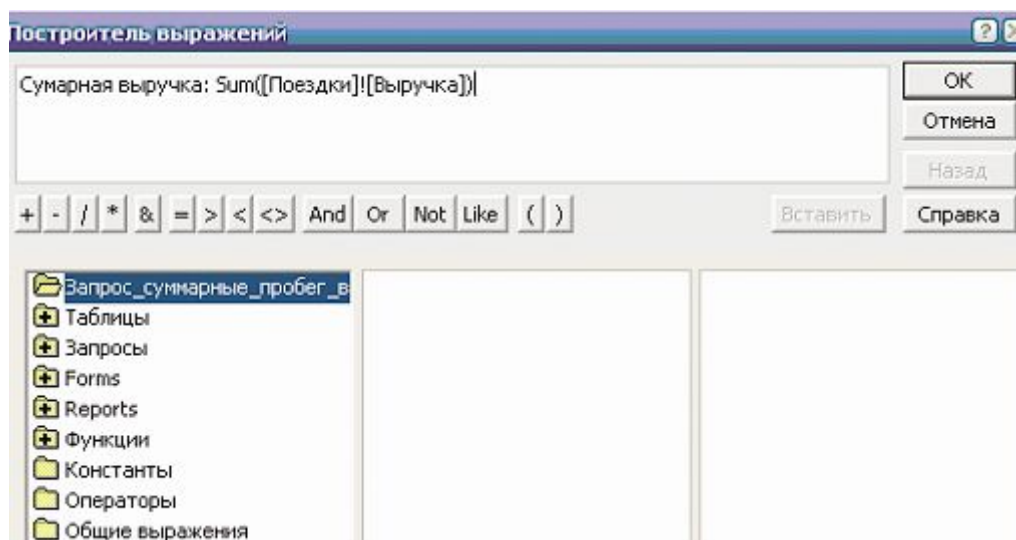 Построитель выражений
Сумарная выручка: Sum([Поездки]![Выручка])
OK
Отмена
Назад
+ - / * & = > < <> And Or Not Like ( ) Вставить Справка
Запрос_суммарные_пробег_в
Таблицы
Запросы
Forms
Reports
Функции
Константы
Операторы
Общие выражения